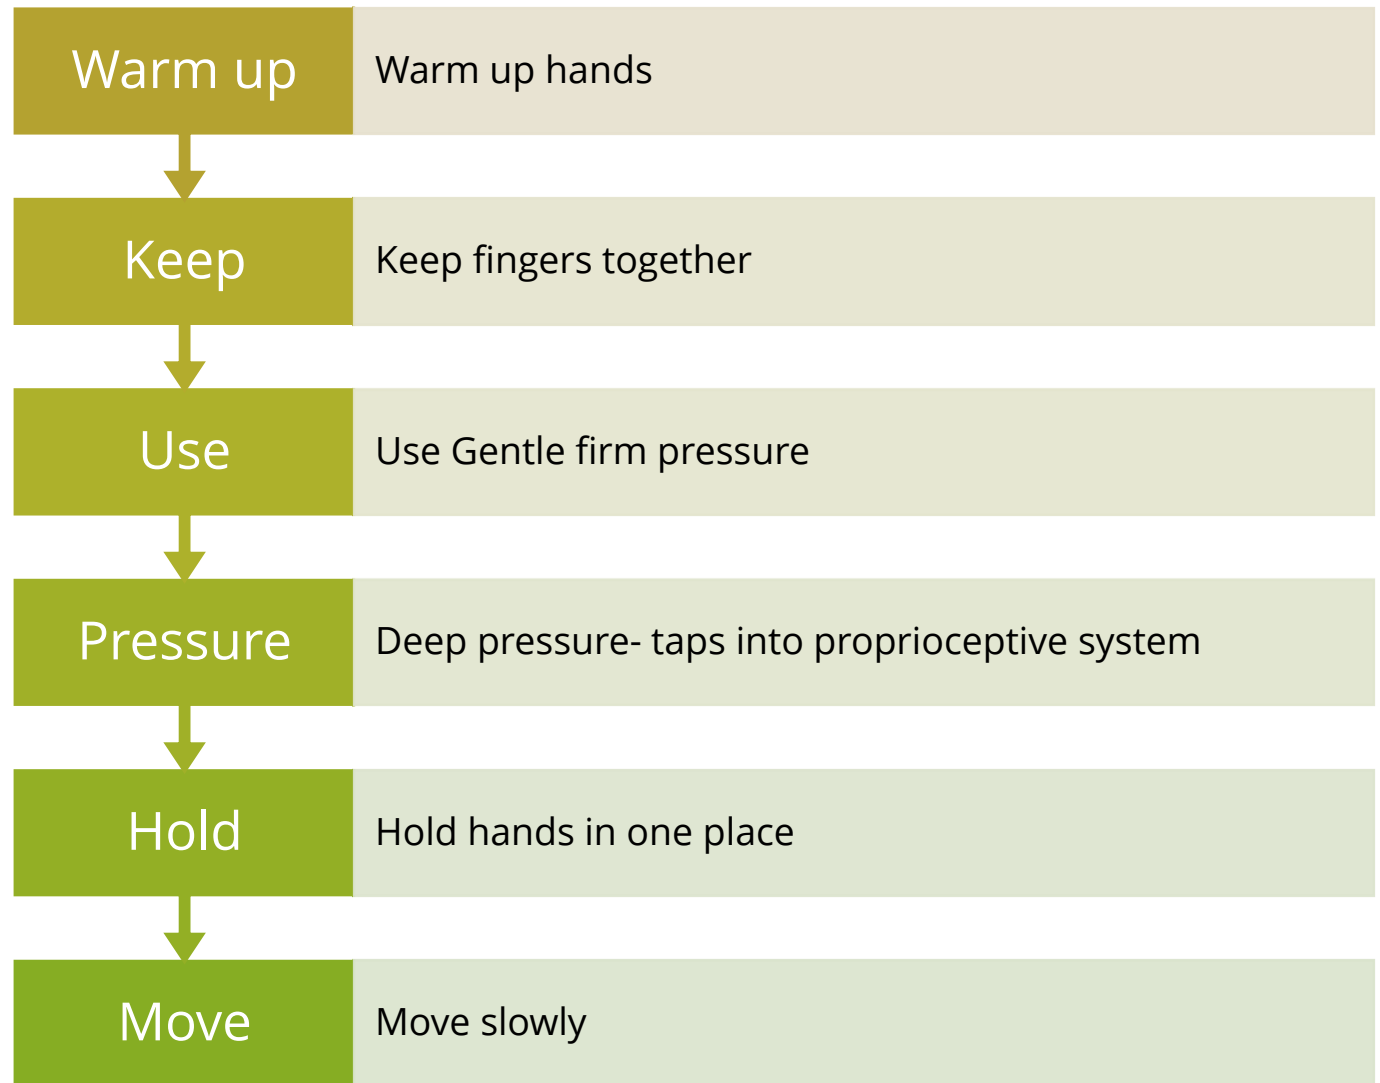 Warm up
Warm up hands
Keep
Keep fingers together
Use
Use Gentle firm pressure
Pressure
Deep pressure- taps into proprioceptive system
Hold
Hold hands in one place
Move
Move slowly